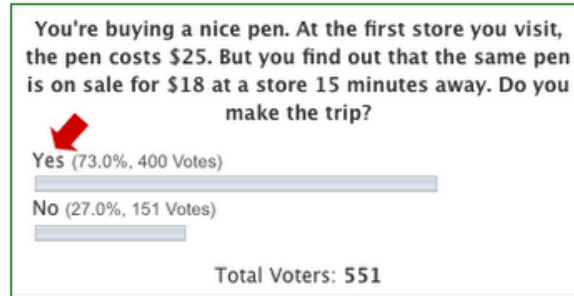 You're buying a nice pen. At the first store you visit,
the pen costs $25. But you find out that the same pen
is on sale for $18 at a store 15 minutes away. Do you
make the trip?
Yes (73.0%, 400 Votes)
No (27.0%, 151 Votes)
Total Voters: 551